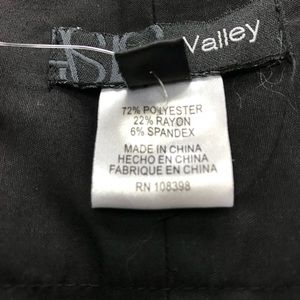 Valley
72% POLYESTER
22% RAYON
6% SPANDEX
MADE IN CHINA
HECHO EN CHINA
FABRIQUE EN CHINA
RN 108398